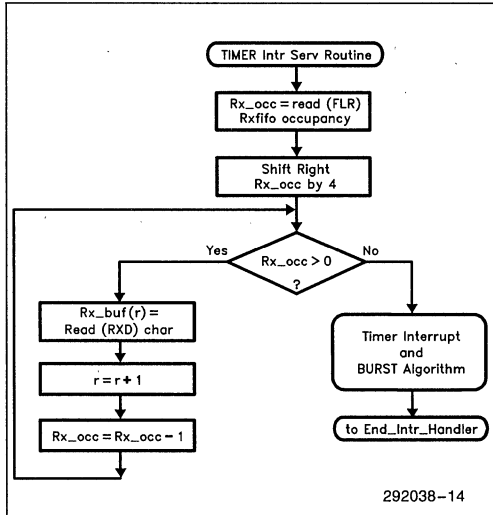 TIMER Intr Serv Routine
Rx_occ = read (FLR)
Rxfifo occupancy
Shift Right
Rx_occ by 4
Yes
Rx_occ > 0
?
No
Rx_buf(r) =
Read (RXD) char
r = r + 1
Rx_occ = Rx_occ - 1
Timer Interrupt
and
BURST Algorithm
to End_Intr_Handler
292038-14